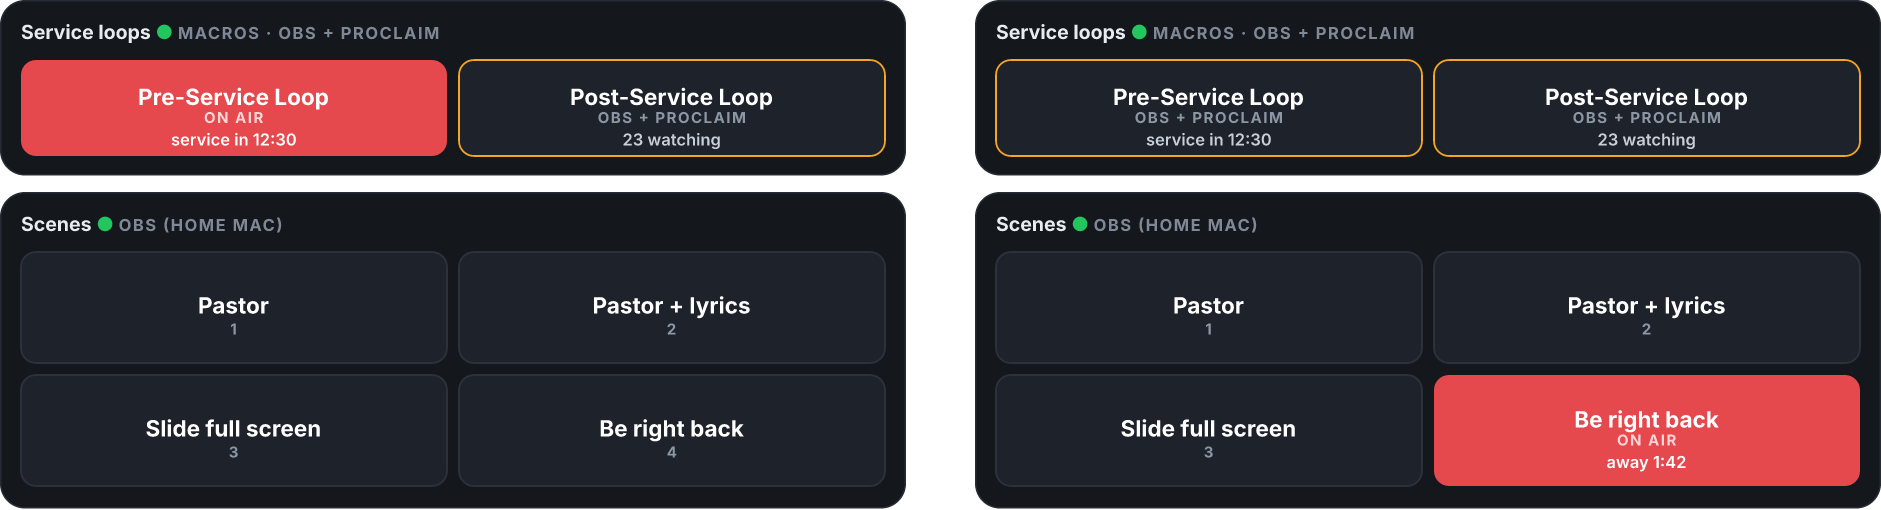 Service loops MACROS · OBS + PROCLAIM
Pre-Service Loop
ON AIR
service in 12:30
Post-Service Loop
OBS + PROCLAIM
23 watching
Scenes OBS (HOME MAC)
Pastor
1
Pastor + lyrics
2
Slide full screen
3
Be right back
4
Service loops MACROS · OBS + PROCLAIM
Pre-Service Loop
OBS + PROCLAIM
service in 12:30
Post-Service Loop
OBS + PROCLAIM
23 watching
Scenes OBS (HOME MAC)
Pastor
1
Pastor + lyrics
2
Slide full screen
3
Be right back
ON AIR
away 1:42